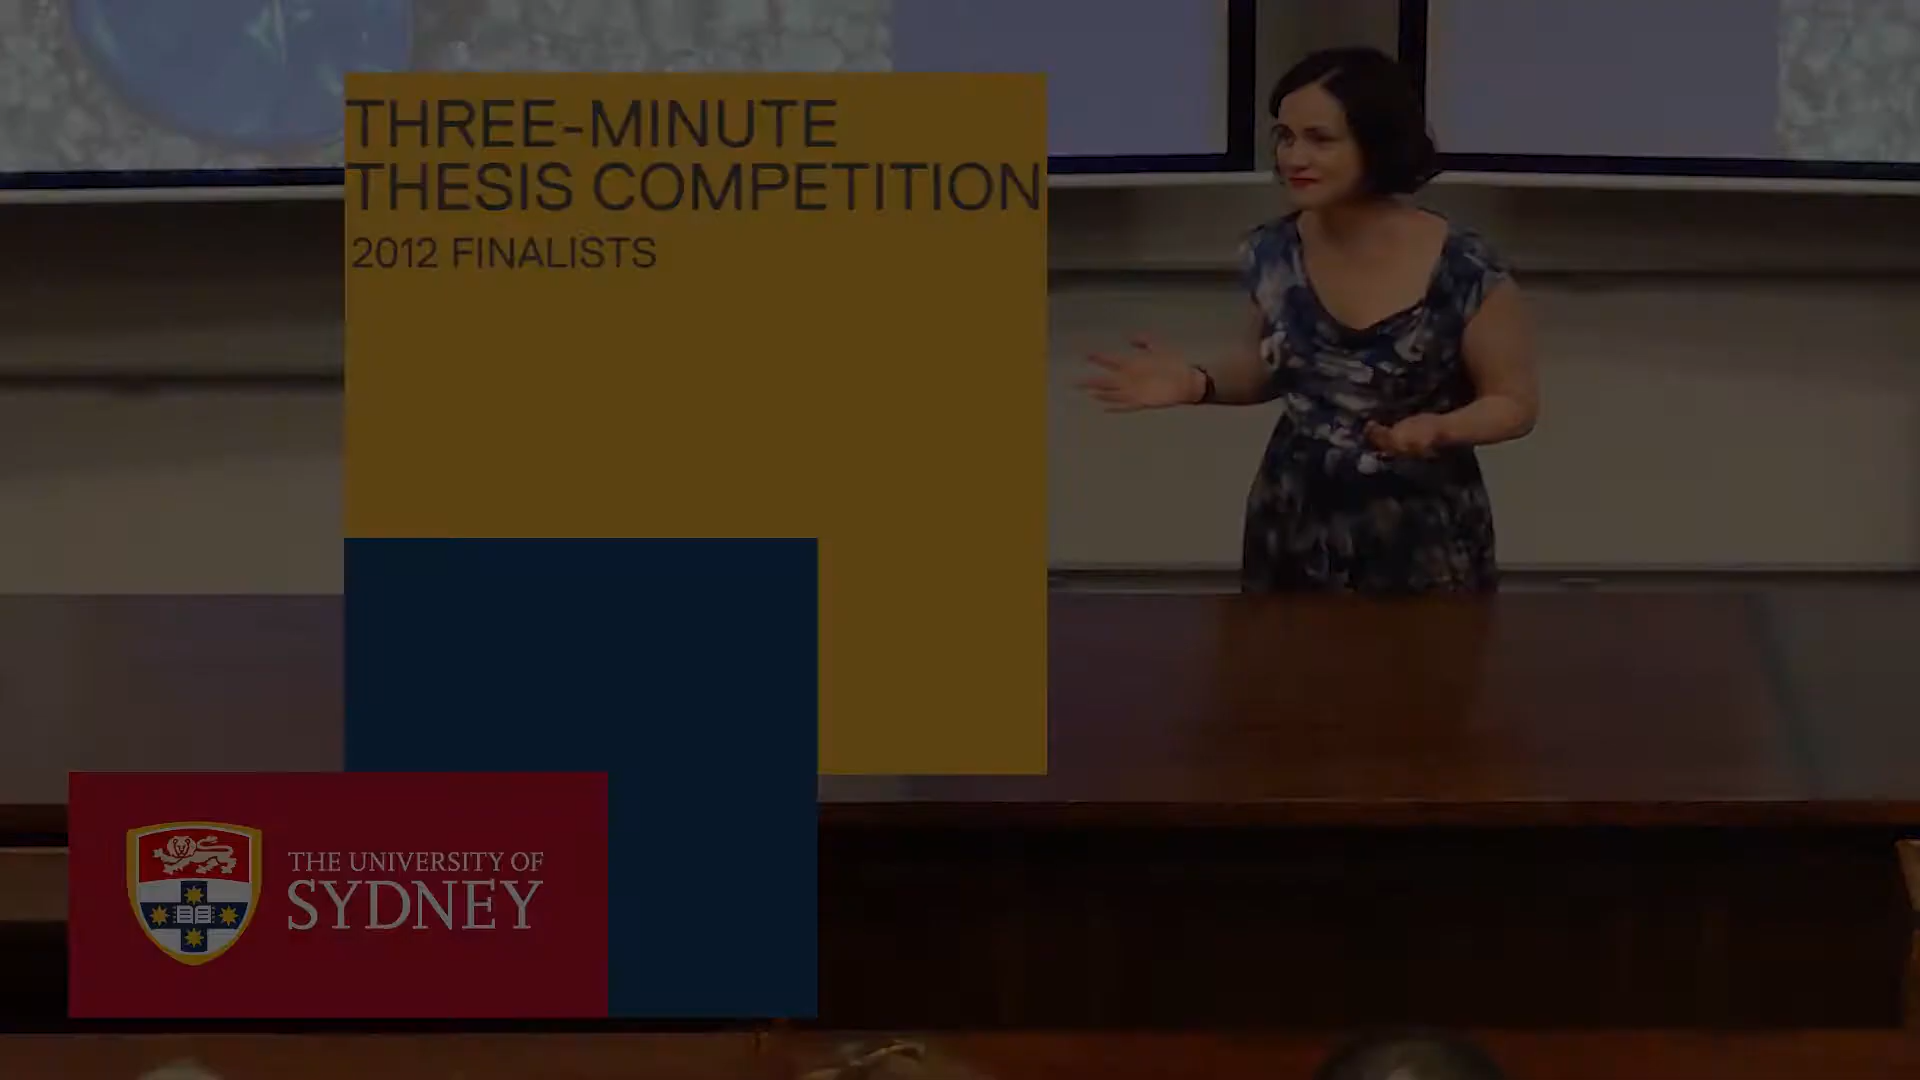 THREE-MINUTE
THESIS COMPETITION
2012 FINALISTS
THE UNIVERSITY OF
SYDNEY